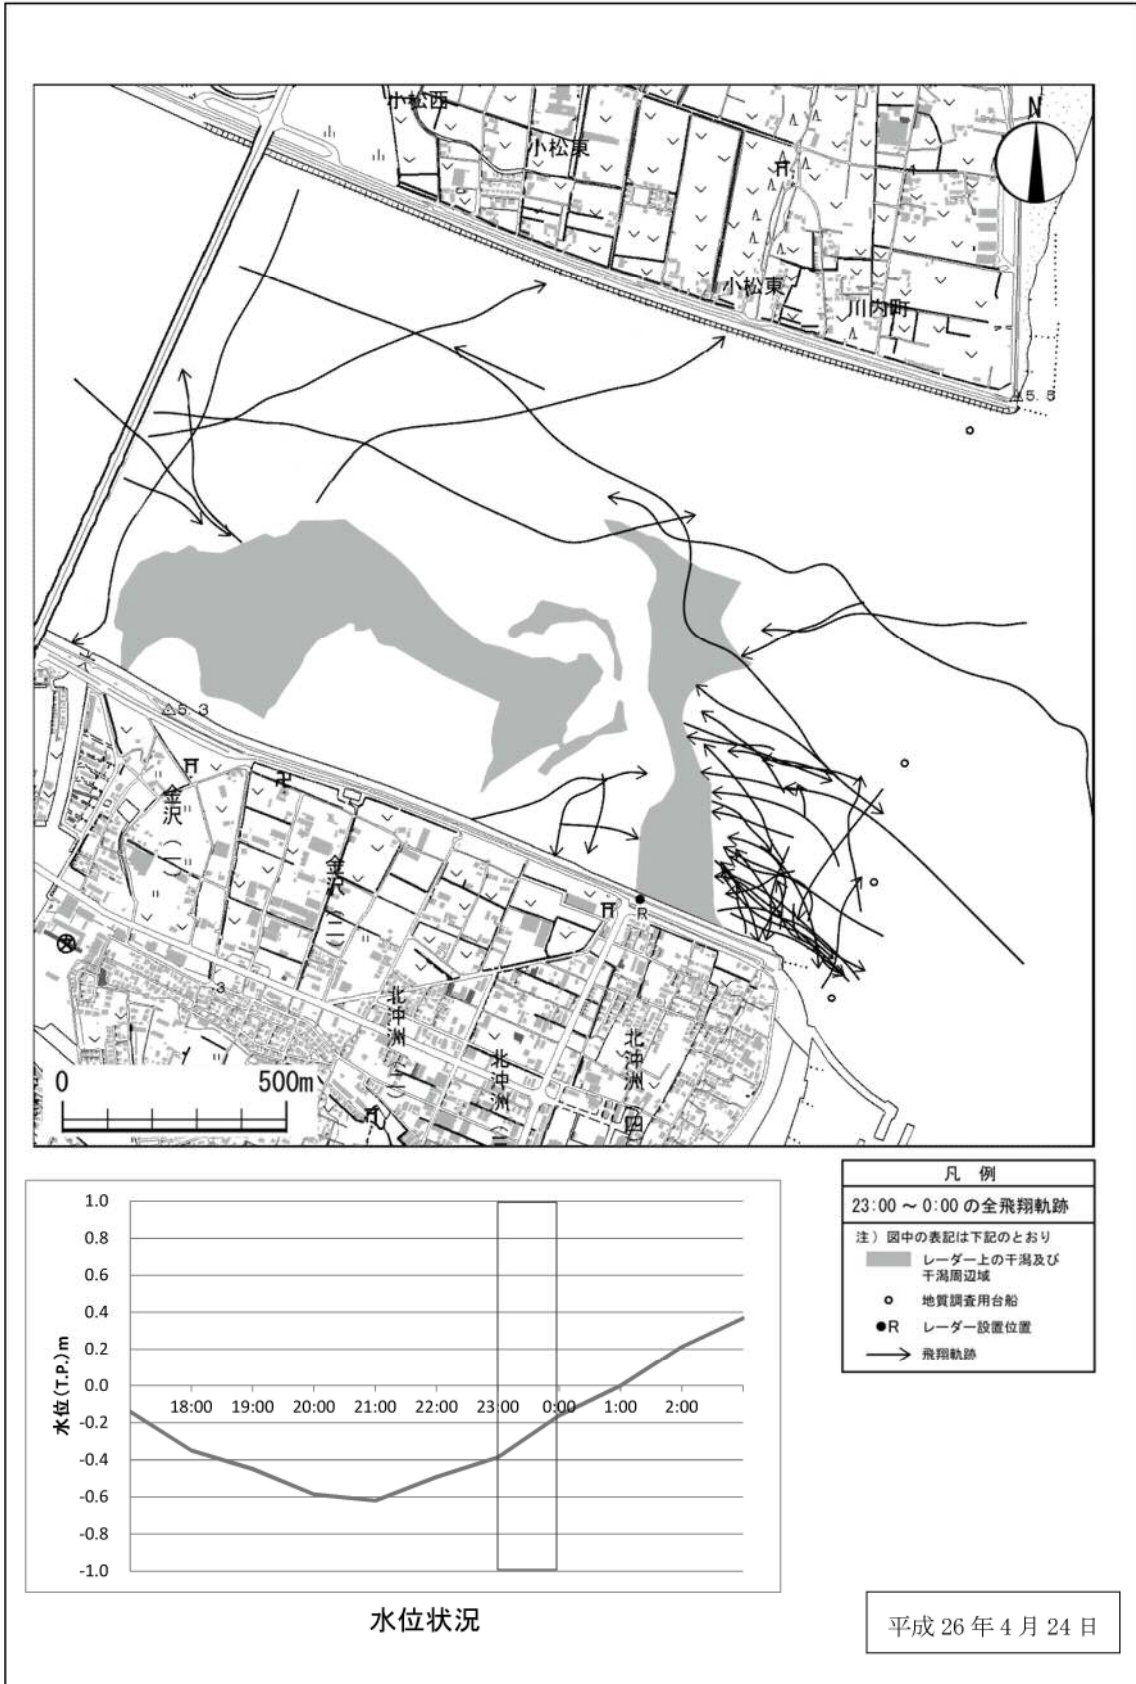 小松西
小松東
N
小松東
川内町
5.5
5.3
金沢(一)
金沢(二)
R
3
北沖洲(二)
北沖洲(三
北沖洲(四)
0
500m
凡 例
23:00 ～ 0:00 の全飛翔軌跡
注）図中の表記は下記のとおり
レーダー上の干潟及び
干潟周辺域
地質調査用台船
●R レーダー設置位置
飛翔軌跡
1.0
0.8
0.6
0.4
0.2
0.0
-0.2
-0.4
-0.6
-0.8
-1.0
水位(T.P.)m
18:00 19:00 20:00 21:00 22:00 23:00 0:00 1:00 2:00
水位状況
平成 26 年 4 月 24 日